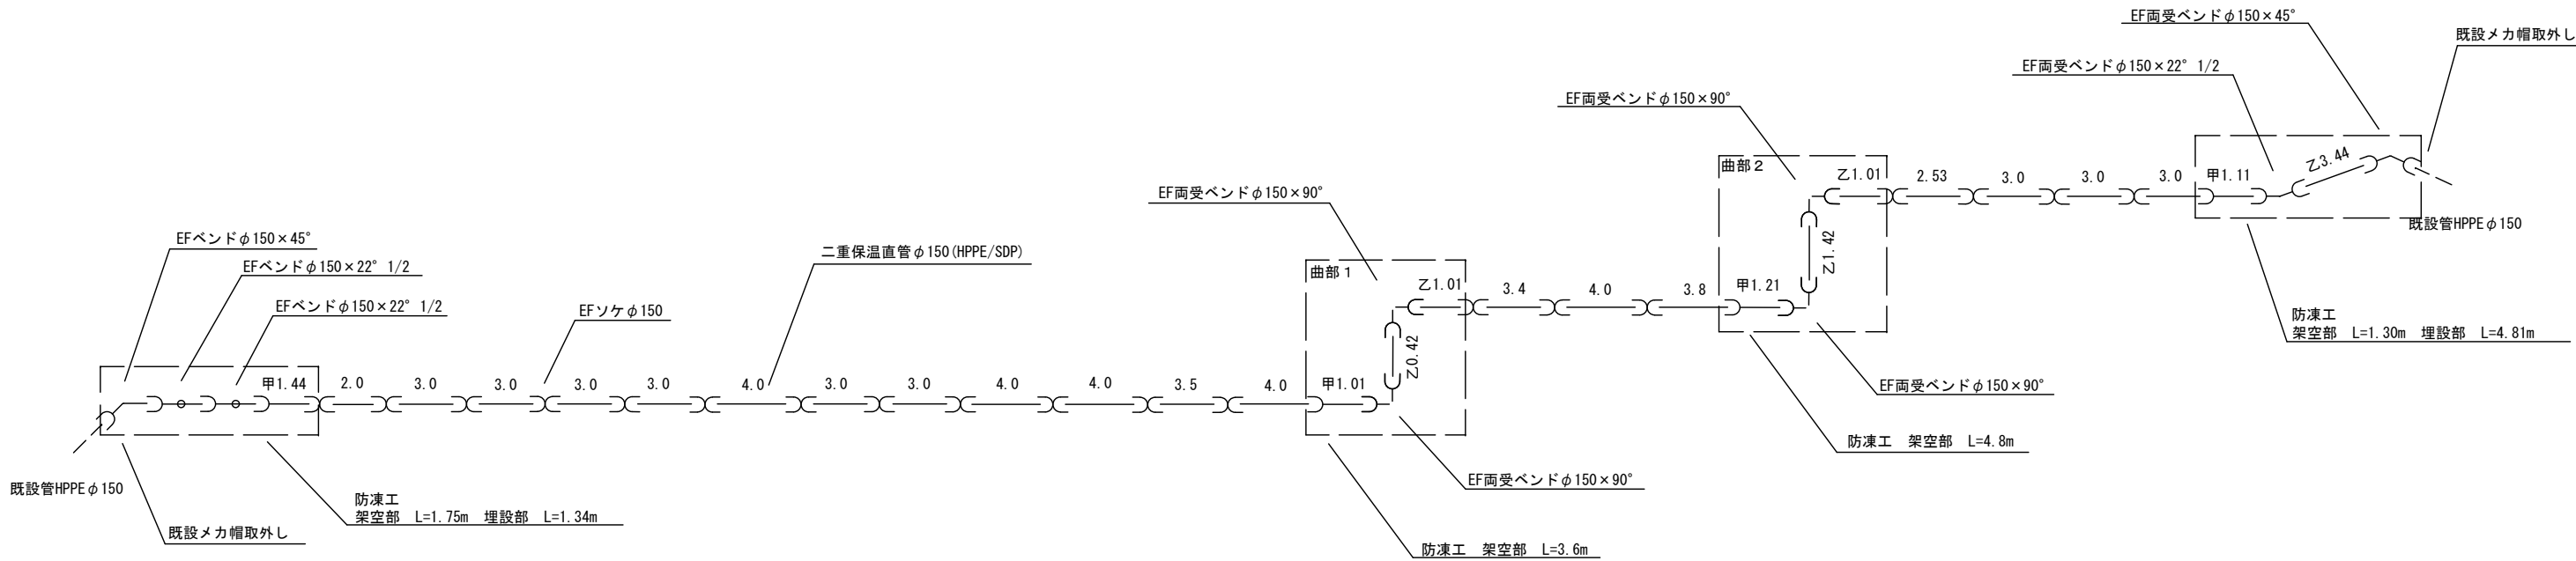 EF両受ベンドφ150×45°
既設メカ帽取外し
EF両受ベンドφ150×22° 1/2
EF両受ベンドφ150×90°
曲部２
乙1.01
2.53
3.0
3.0
3.0
甲1.11
乙3.44
既設管HPPEφ150
EF両受ベンドφ150×90°
乙1.42
EFベンドφ150×45°
EFベンドφ150×22° 1/2
EFベンドφ150×22° 1/2
二重保温直管φ150(HPPE/SDP)
EFソケφ150
曲部１
乙1.01
3.4
4.0
3.8
甲1.21
防凍工
架空部 L=1.30m 埋設部 L=4.81m
乙0.42
甲1.44
2.0
3.0
3.0
3.0
3.0
4.0
3.0
3.0
4.0
4.0
3.5
4.0
甲1.01
EF両受ベンドφ150×90°
防凍工 架空部 L=4.8m
EF両受ベンドφ150×90°
既設管HPPEφ150
防凍工
架空部 L=1.75m 埋設部 L=1.34m
既設メカ帽取外し
防凍工 架空部 L=3.6m